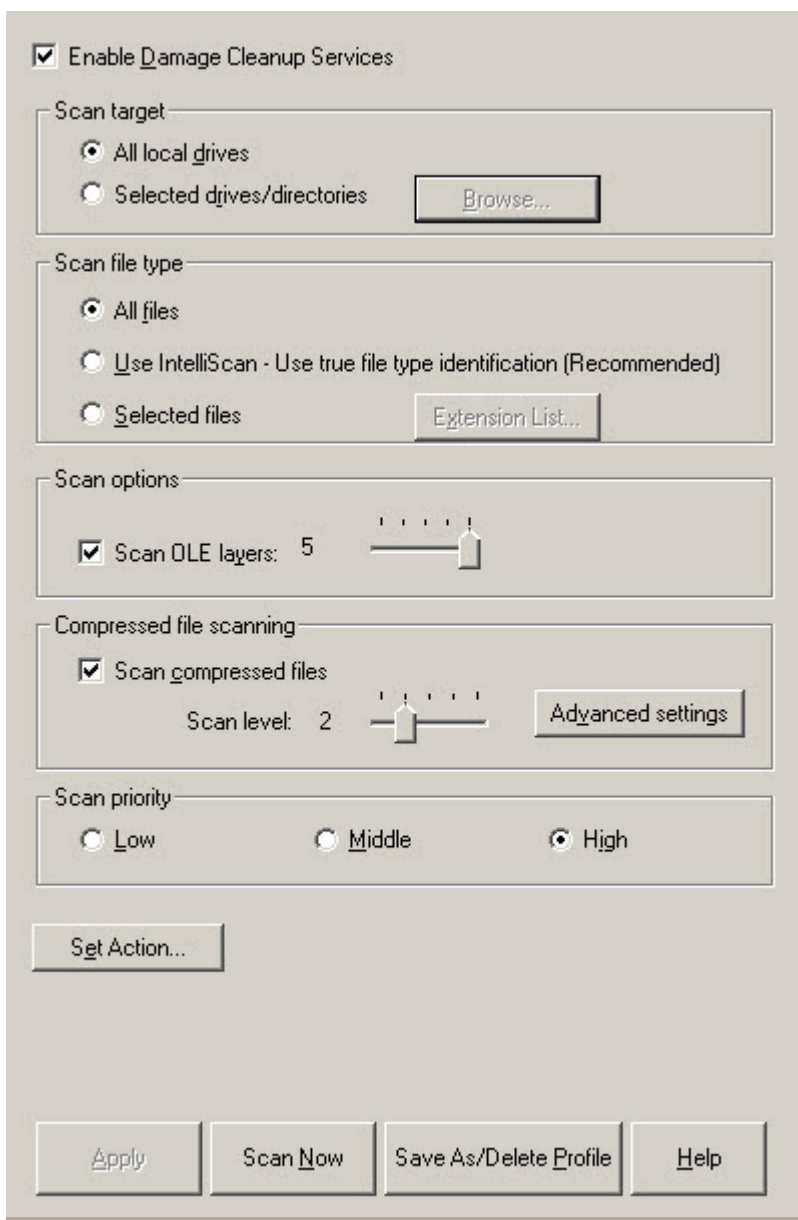 Enable Damage Cleanup Services
Scan target
All local drives
Selected drives/directories
Browse...
Scan file type
All files
Use IntelliScan - Use true file type identification (Recommended)
Selected files
Extension List...
Scan options
Scan OLE layers: 5
Compressed file scanning
Scan compressed files
Scan level: 2
Advanced settings
Scan priority
Low
Middle
High
Set Action...
Apply
Scan Now
Save As/Delete Profile
Help